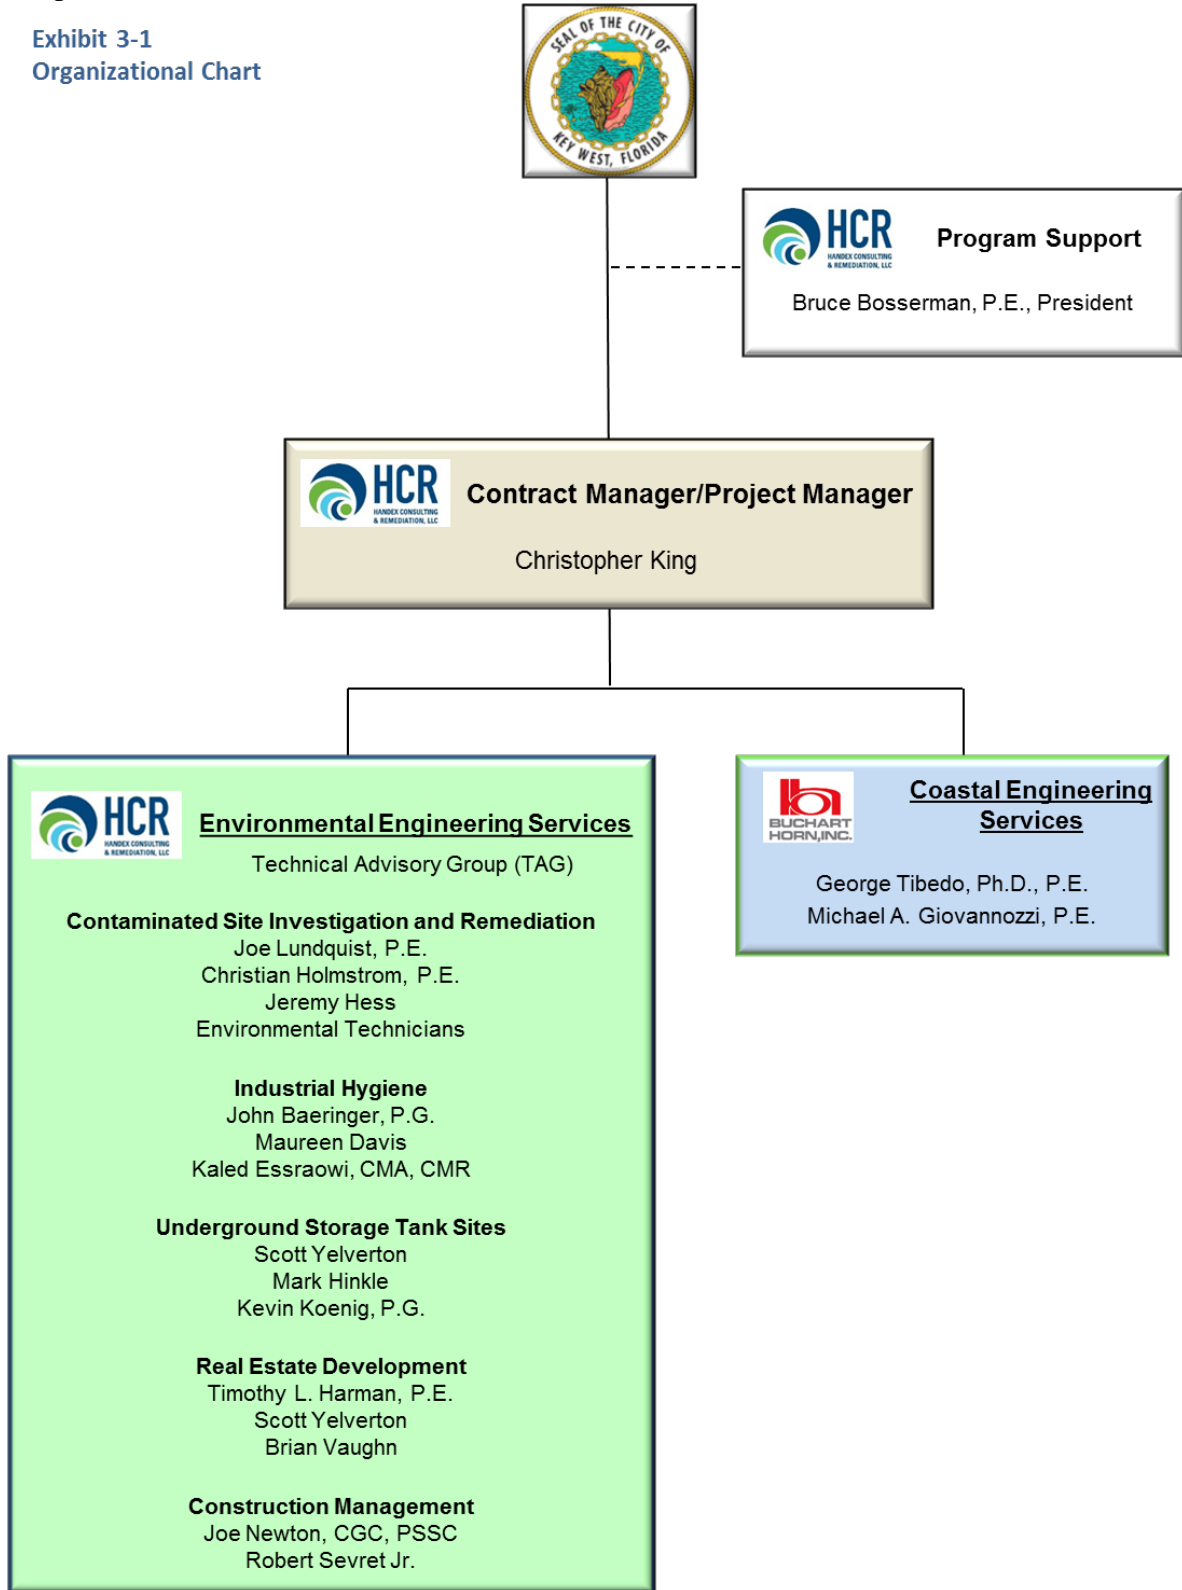 Exhibit 3-1
Organizational Chart
SEAL OF THE CITY OF
KEY WEST, FLORIDA
HCR
HANDEX CONSULTING
& REMEDIATION, LLC
Program Support
Bruce Bosserman, P.E., President
HCR
HANDEX CONSULTING
& REMEDIATION, LLC
Contract Manager/Project Manager
Christopher King
HCR
HANDEX CONSULTING
& REMEDIATION, LLC
Environmental Engineering Services
Technical Advisory Group (TAG)
Contaminated Site Investigation and Remediation
Joe Lundquist, P.E.
Christian Holmstrom, P.E.
Jeremy Hess
Environmental Technicians
Industrial Hygiene
John Baeringer, P.G.
Maureen Davis
Kaled Essraowi, CMA, CMR
Underground Storage Tank Sites
Scott Yelverton
Mark Hinkle
Kevin Koenig, P.G.
Real Estate Development
Timothy L. Harman, P.E.
Scott Yelverton
Brian Vaughn
Construction Management
Joe Newton, CGC, PSSC
Robert Sevret Jr.
BUCHART
HORN, INC.
Coastal Engineering
Services
George Tibedo, Ph.D., P.E.
Michael A. Giovannozzi, P.E.